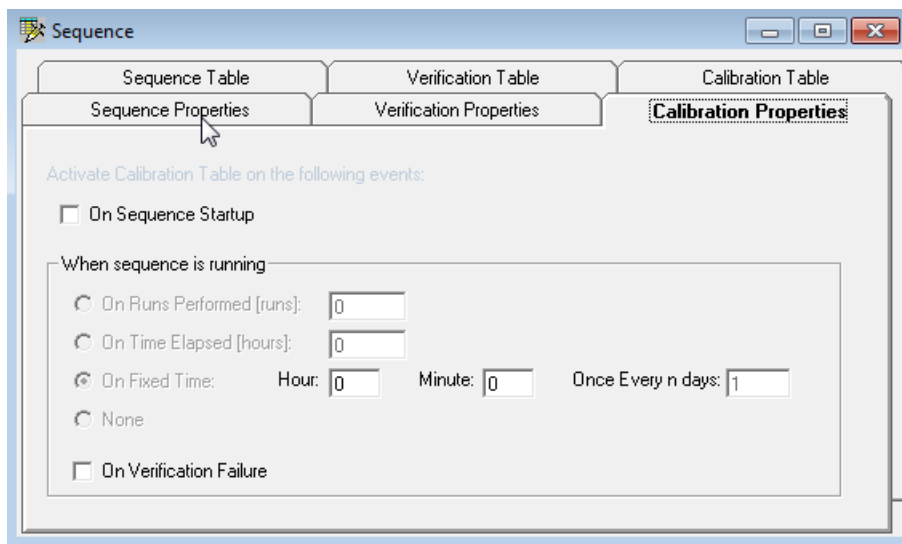 Sequence
Sequence Table Verification Table Calibration Table
Sequence Properties Verification Properties Calibration Properties
Activate Calibration Table on the following events:
On Sequence Startup
When sequence is running
On Runs Performed [runs]: 0
On Time Elapsed [hours]: 0
On Fixed Time: Hour: 0 Minute: 0 Once Every n days: 1
None
On Verification Failure